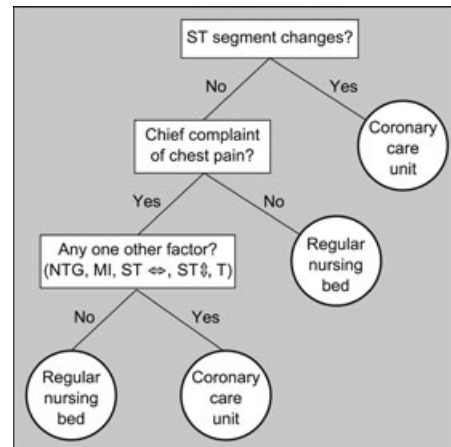 ST segment changes?
No
Yes
Chief complaint
of chest pain?
Coronary
care
unit
Yes
No
Any one other factor?
(NTG, MI, ST ⇔, ST⇕, T)
Regular
nursing
bed
No
Yes
Regular
nursing
bed
Coronary
care
unit